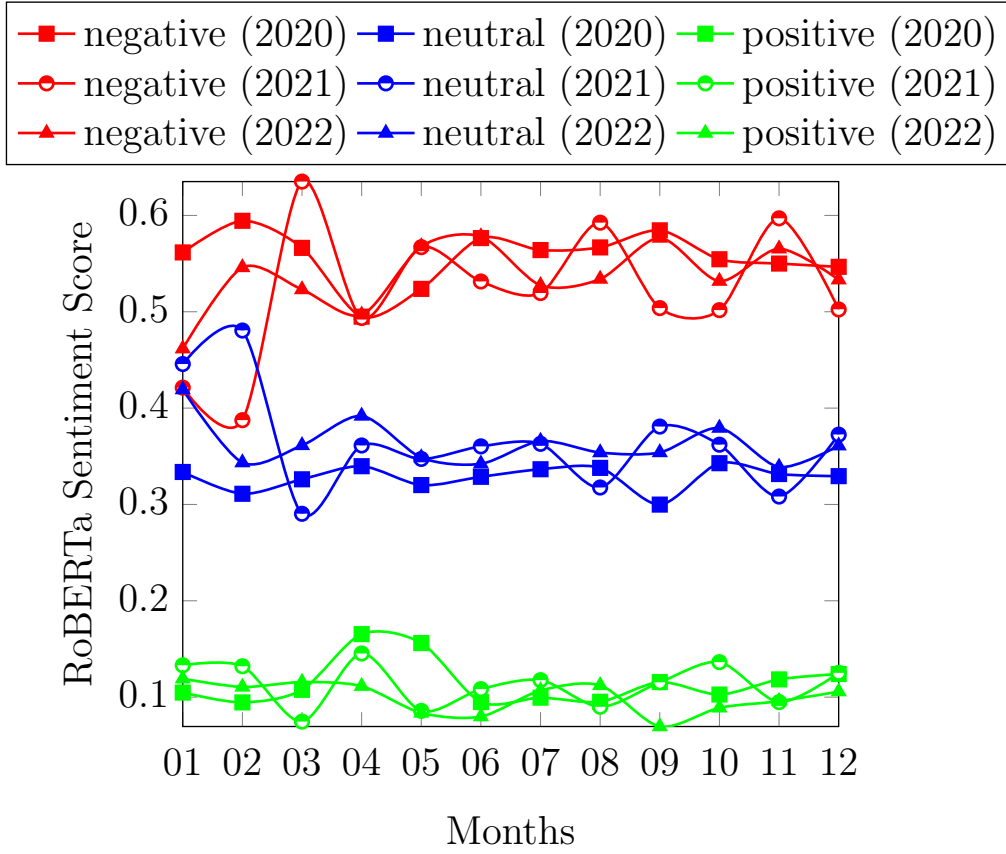 negative (2020) neutral (2020) positive (2020)
negative (2021) neutral (2021) positive (2021)
negative (2022) neutral (2022) positive (2022)
RoBERTa Sentiment Score
0.6
0.5
0.4
0.3
0.2
0.1
01 02 03 04 05 06 07 08 09 10 11 12
Months